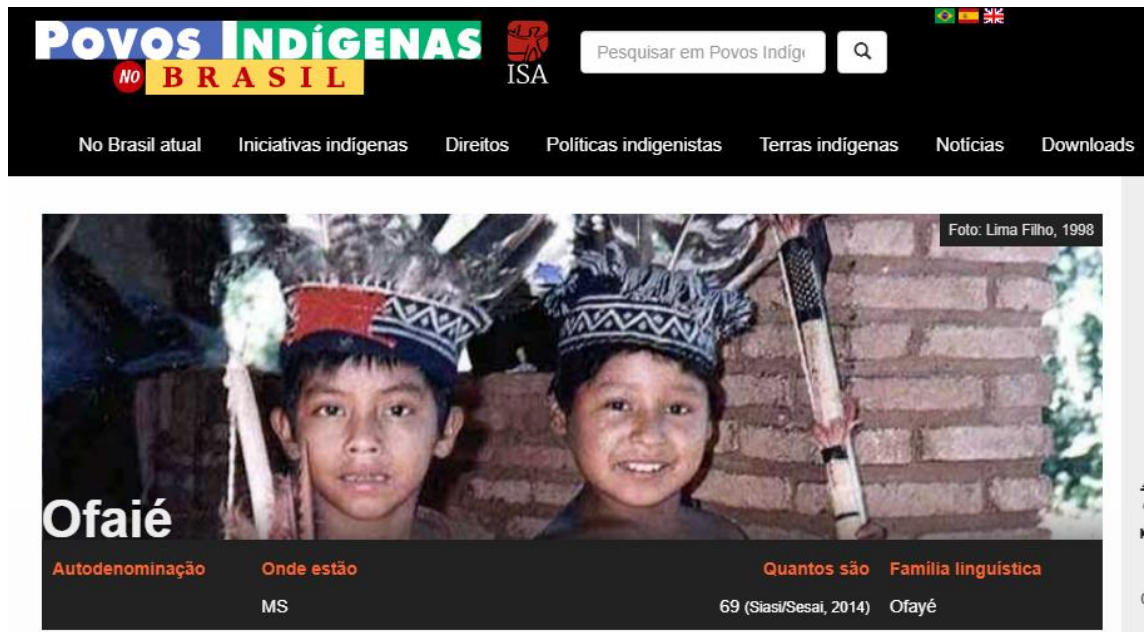 POVOS INDÍGENAS
NO BRASIL
ISA
Pesquisar em Povos Indíg
No Brasil atual Iniciativas indígenas Direitos Políticas indigenistas Terras indígenas Notícias Downloads
Foto: Lima Filho, 1998
Ofaié
Autodenominação Onde estão Quantos são Família linguística
MS 69 (Siasi/Sesai, 2014) Ofayé